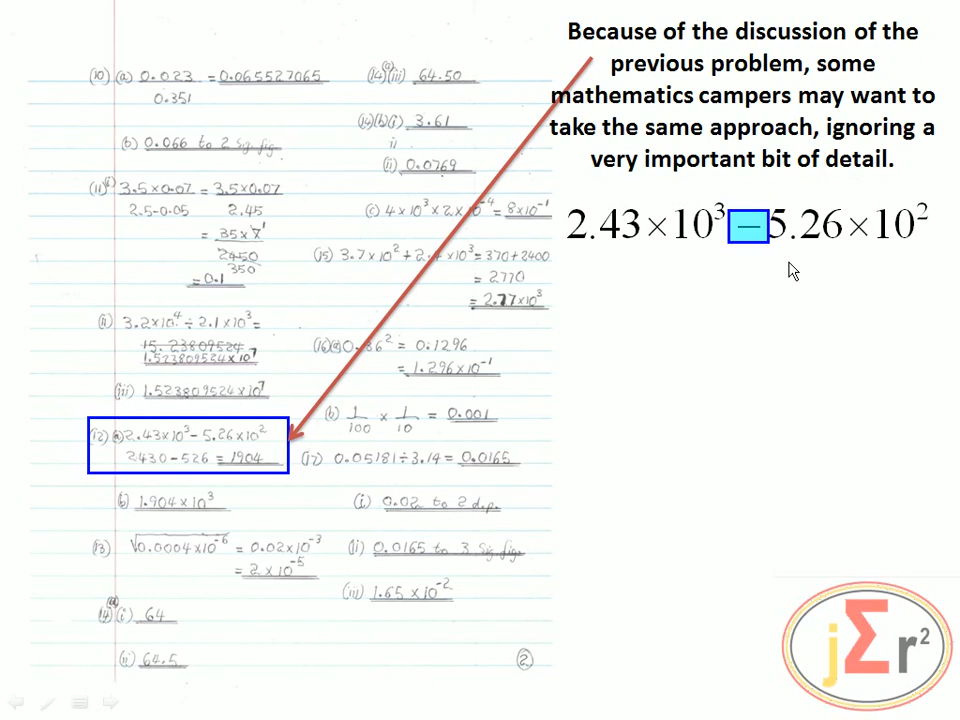 Because of the discussion of the
previous problem, some
mathematics campers may want to
take the same approach, ignoring a
very important bit of detail.
2.43×10³ – 5.26×10²
(10) (a) 0.023 = 0.065527065
0.351
(b) 0.066 to 2 sig. fig.
(11) (i) 3.5×0.07 = 3.5×0.07
2.5-0.05 2.45
= 35×7¹
2450
350
= 0.1
(ii) 3.2×10⁴ ÷ 2.1×10³ =
15.23809524
1.523809524×10⁷
(iii) 1.523809524×10⁷
(12) (a) 2.43×10³ - 5.26×10²
2430 - 526 = 1904
(b) 1.904×10³
(13) √0.0004×10⁻⁶ = 0.02×10⁻³
= 2×10⁻⁵
14 (a) (i) 64
(ii) 64.5
(14)(a)(iii) 64.50
(14)(b)(i) 3.61
ii
(ii) 0.0769
(c) 4×10³×2×10⁻⁴ = 8×10⁻¹
(15) 3.7×10²+2.4×10³ = 370+2400
= 2770
= 2.77×10³
(16)(a) 0.36² = 0.1296
= 1.296×10⁻¹
(b) 1 × 1 = 0.001
100 10
(17) 0.05181÷3.14 = 0.0165
(i) 0.02 to 2 d.p.
(ii) 0.0165 to 3 sig. figs
(iii) 1.65×10⁻²
2
jΣr²